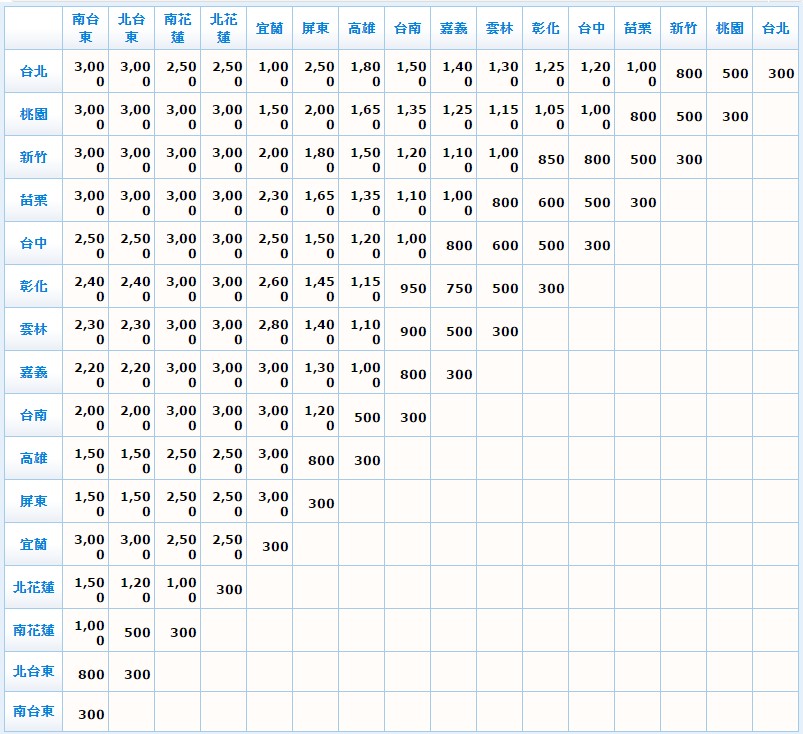 南台東 北台東 南花蓮 北花蓮 宜蘭 屏東 高雄 台南 嘉義 雲林 彰化 台中 苗栗 新竹 桃園 台北
台北 3,000 3,000 2,500 2,500 1,000 2,500 1,800 1,500 1,400 1,300 1,250 1,200 1,000 800 500 300
桃園 3,000 3,000 3,000 3,000 1,500 2,000 1,650 1,350 1,250 1,150 1,050 1,000 800 500 300
新竹 3,000 3,000 3,000 3,000 2,000 1,800 1,500 1,200 1,100 1,000 850 800 500 300
苗栗 3,000 3,000 3,000 3,000 2,300 1,650 1,350 1,100 1,000 800 600 500 300
台中 2,500 2,500 3,000 3,000 2,500 1,500 1,200 1,000 800 600 500 300
彰化 2,400 2,400 3,000 3,000 2,600 1,450 1,150 950 750 500 300
雲林 2,300 2,300 3,000 3,000 2,800 1,400 1,100 900 500 300
嘉義 2,200 2,200 3,000 3,000 3,000 1,300 1,000 800 300
台南 2,000 2,000 3,000 3,000 3,000 1,200 500 300
高雄 1,500 1,500 2,500 2,500 3,000 800 300
屏東 1,500 1,500 2,500 2,500 3,000 300
宜蘭 3,000 3,000 2,500 2,500 300
北花蓮 1,500 1,200 1,000 300
南花蓮 1,000 500 300
北台東 800 300
南台東 300